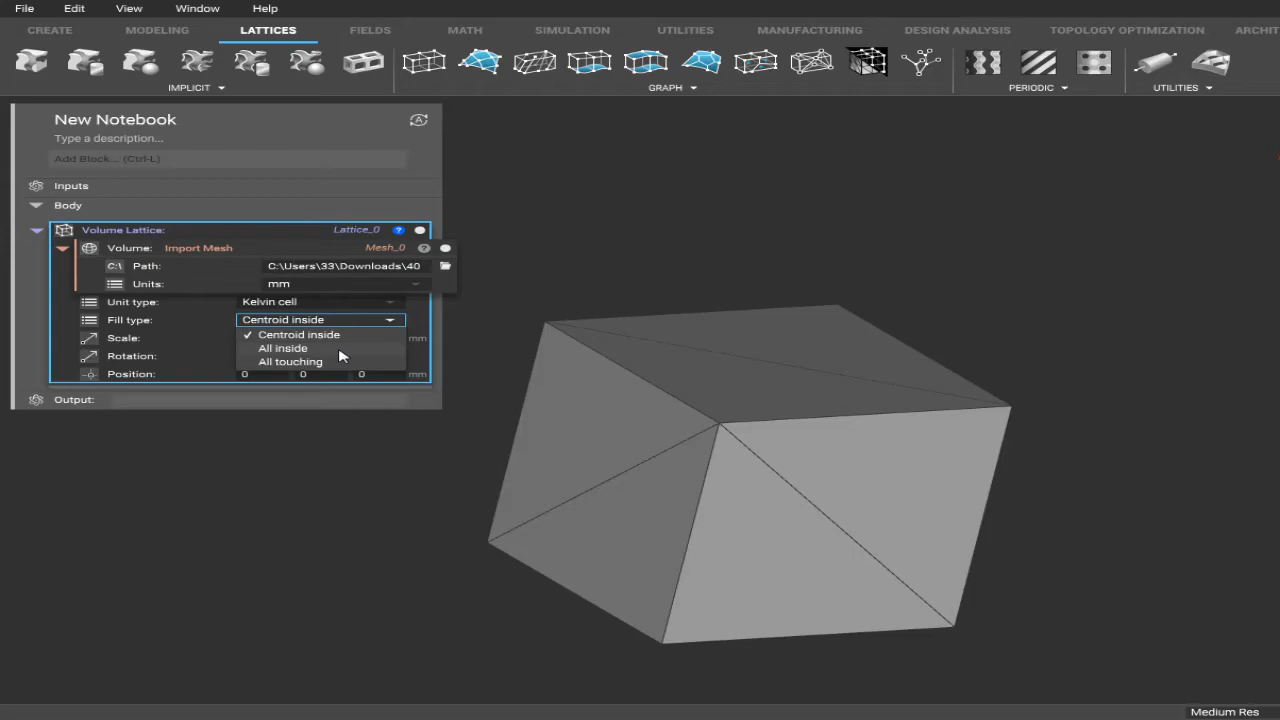 File Edit View Window Help
CREATE MODELING LATTICES FIELDS MATH SIMULATION UTILITIES MANUFACTURING DESIGN ANALYSIS TOPOLOGY OPTIMIZATION ARCHIT
IMPLICIT GRAPH PERIODIC UTILITIES
New Notebook
Type a description...
Add Block... (Ctrl-L)
Inputs
Body
Volume Lattice: Lattice_0 ?
Volume: Import Mesh Mesh_0 ?
C:\ Path: C:\Users\33\Downloads\40
Units: mm
Unit type: Kelvin cell
Fill type: Centroid inside
Centroid inside
Scale: mm
All inside
Rotation:
All touching
Position: 0 0 0 mm
Output:
Medium Res